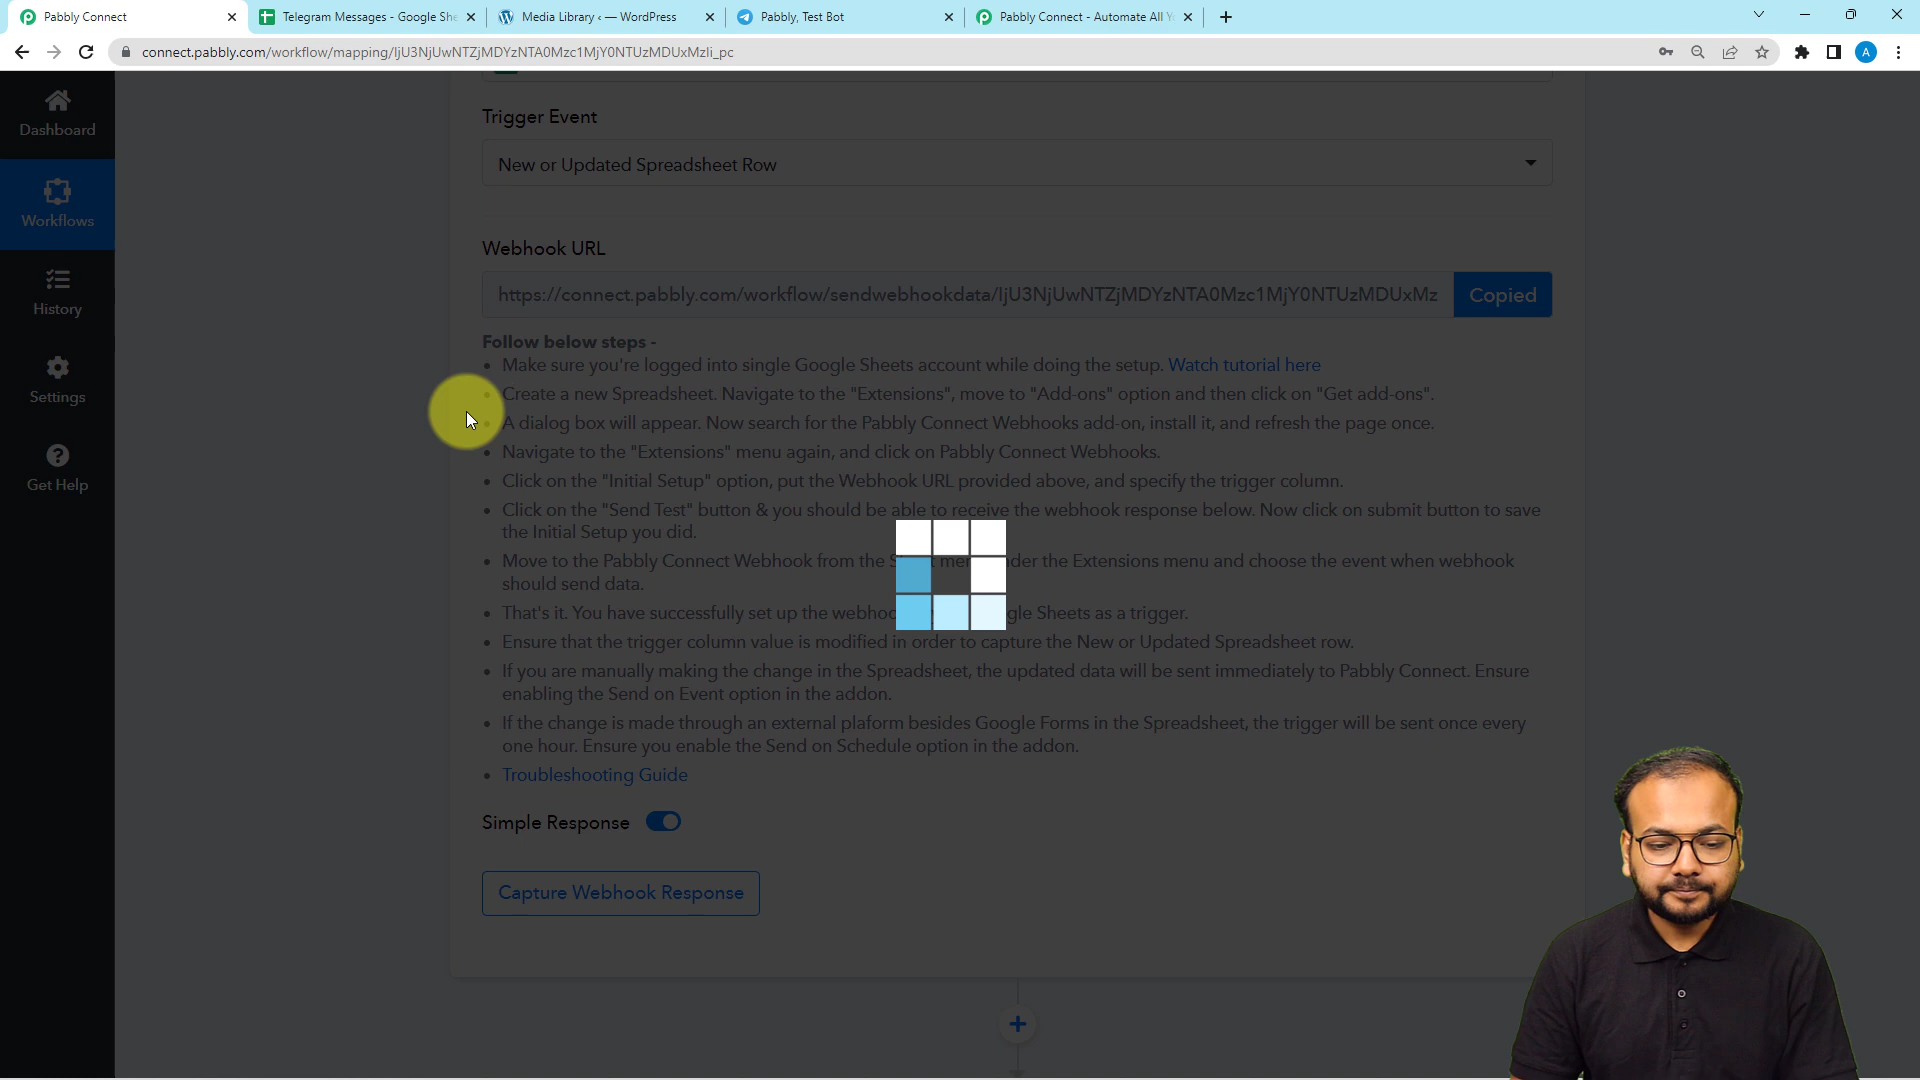 Pabbly Connect
Telegram Messages - Google She
Media Library ‹ — WordPress
Pabbly, Test Bot
Pabbly Connect - Automate All Y
connect.pabbly.com/workflow/mapping/IjU3NjUwNTZjMDYzNTA0Mzc1MjY0NTUzMDUxMzIi_pc
A
Dashboard
Workflows
History
Settings
Get Help
Trigger Event
New or Updated Spreadsheet Row
Webhook URL
https://connect.pabbly.com/workflow/sendwebhookdata/IjU3NjUwNTZjMDYzNTA0Mzc1MjY0NTUzMDUxMz
Copied
Follow below steps -
Make sure you're logged into single Google Sheets account while doing the setup. Watch tutorial here
Create a new Spreadsheet. Navigate to the "Extensions", move to "Add-ons" option and then click on "Get add-ons".
A dialog box will appear. Now search for the Pabbly Connect Webhooks add-on, install it, and refresh the page once.
Navigate to the "Extensions" menu again, and click on Pabbly Connect Webhooks.
Click on the "Initial Setup" option, put the Webhook URL provided above, and specify the trigger column.
Click on the "Send Test" button & you should be able to receive the webhook response below. Now click on submit button to save
the Initial Setup you did.
Move to the Pabbly Connect Webhook from the the Extensions menu and choose the event when webhook
should send data.
That's it. You have successfully set up the Sheets as a trigger.
Ensure that the trigger column value is modified in order to capture the New or Updated Spreadsheet row.
If you are manually making the change in the Spreadsheet, the updated data will be sent immediately to Pabbly Connect. Ensure
enabling the Send on Event option in the addon.
If the change is made through an external plaform besides Google Forms in the Spreadsheet, the trigger will be sent once every
one hour. Ensure you enable the Send on Schedule option in the addon.
Troubleshooting Guide
Simple Response
Capture Webhook Response